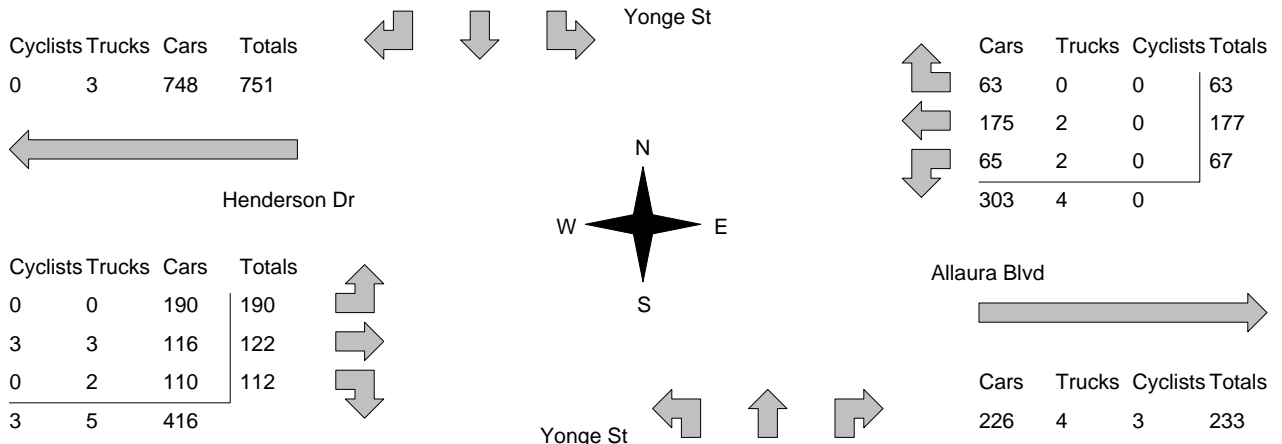 Yonge St
Cyclists Trucks Cars Totals
0 3 748 751
Henderson Dr
Cyclists Trucks Cars Totals
0 0 190 190
3 3 116 122
0 2 110 112
3 5 416
N
W E
S
Yonge St
Cars Trucks Cyclists Totals
63 0 0 63
175 2 0 177
65 2 0 67
303 4 0
Allaura Blvd
Cars Trucks Cyclists Totals
226 4 3 233